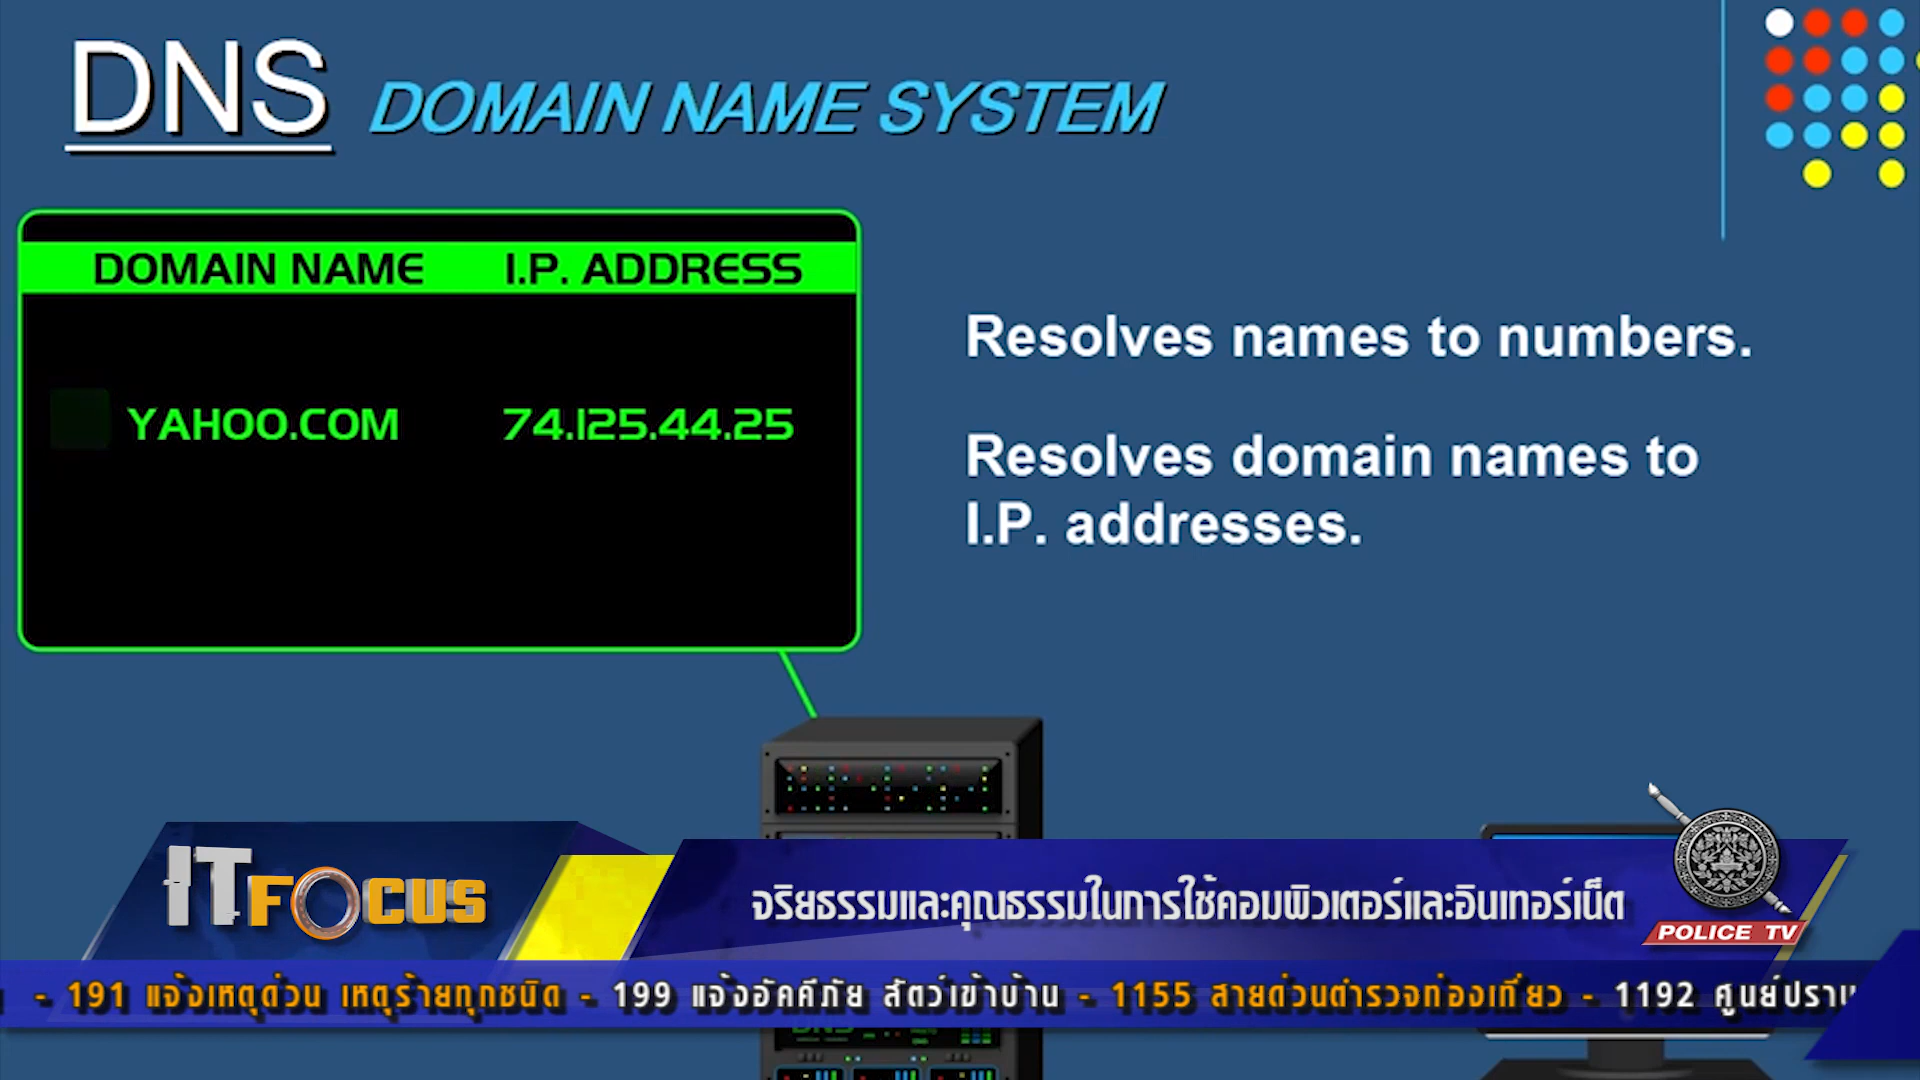 DNS DOMAIN NAME SYSTEM
DOMAIN NAME I.P. ADDRESS
YAHOO.COM 74.125.44.25
Resolves names to numbers.
Resolves domain names to
I.P. addresses.
IT FOCUS
จริยธรรมและคุณธรรมในการใช้คอมพิวเตอร์และอินเทอร์เน็ต
POLICE TV
- 191 แจ้งเหตุด่วน เหตุร้ายทุกชนิด - 199 แจ้งอัคคีภัย สัตว์เข้าบ้าน - 1155 สายด่วนตำรวจท่องเที่ยว - 1192 ศูนย์ปราบ
DNS